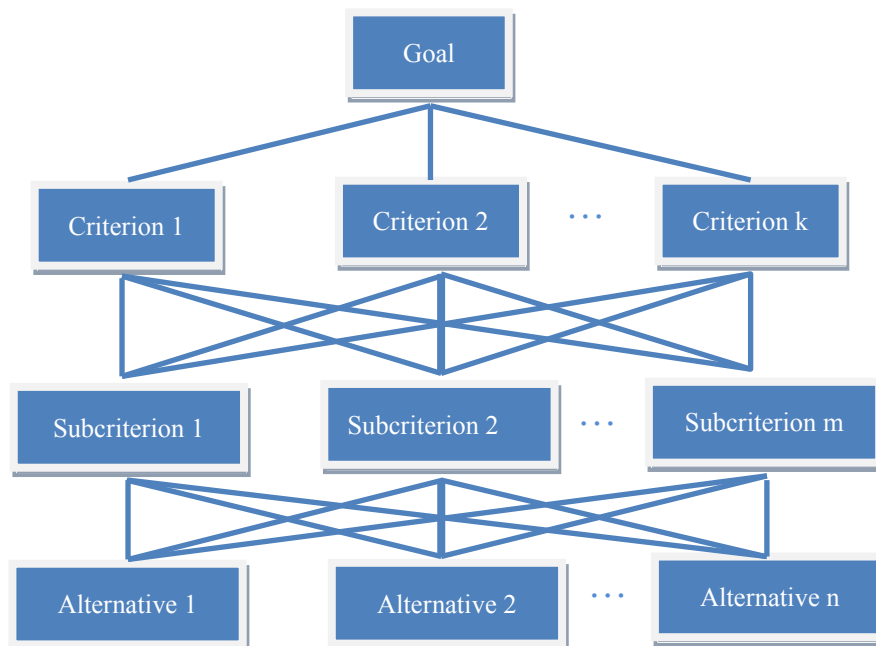 Goal
Criterion 1
Criterion 2
...
Criterion k
Subcriterion 1
Subcriterion 2
...
Subcriterion m
Alternative 1
Alternative 2
...
Alternative n